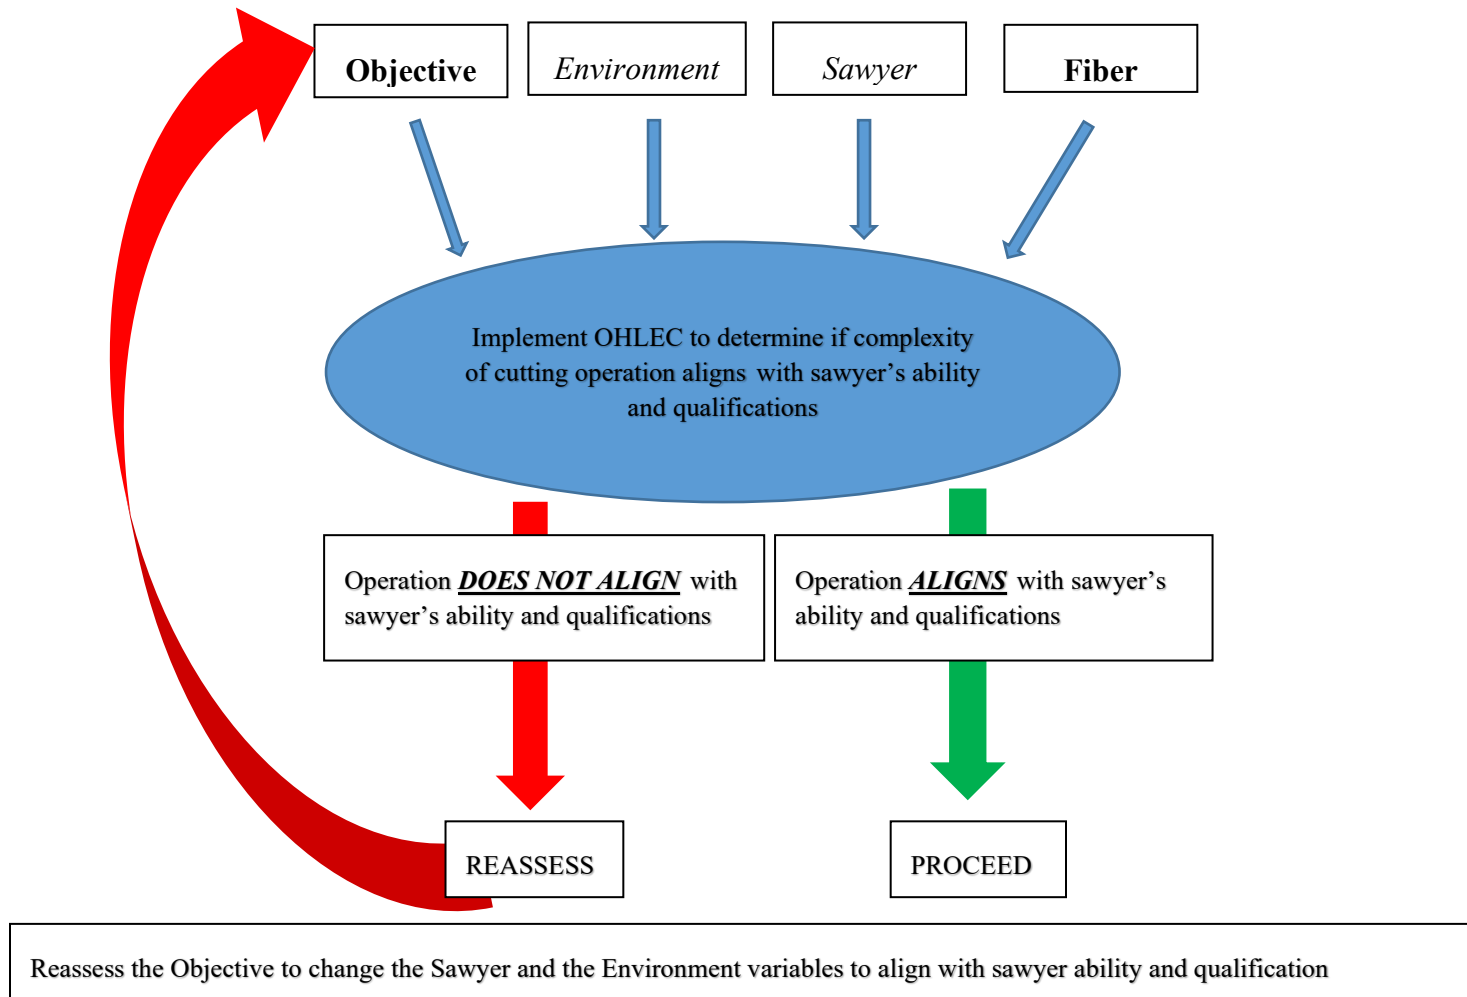 Objective
Environment
Sawyer
Fiber
Implement OHLEC to determine if complexity
of cutting operation aligns with sawyer’s ability
and qualifications
Operation DOES NOT ALIGN with
sawyer’s ability and qualifications
Operation ALIGNS with sawyer’s
ability and qualifications
REASSESS
PROCEED
Reassess the Objective to change the Sawyer and the Environment variables to align with sawyer ability and qualification